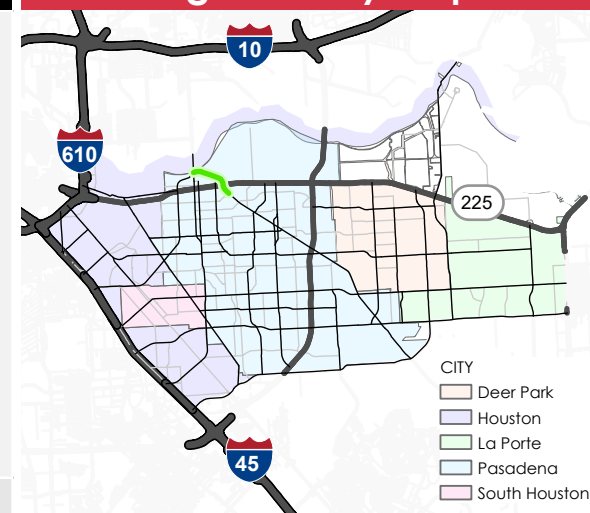 10
610
225
CITY
Deer Park
Houston
La Porte
Pasadena
South Houston
45